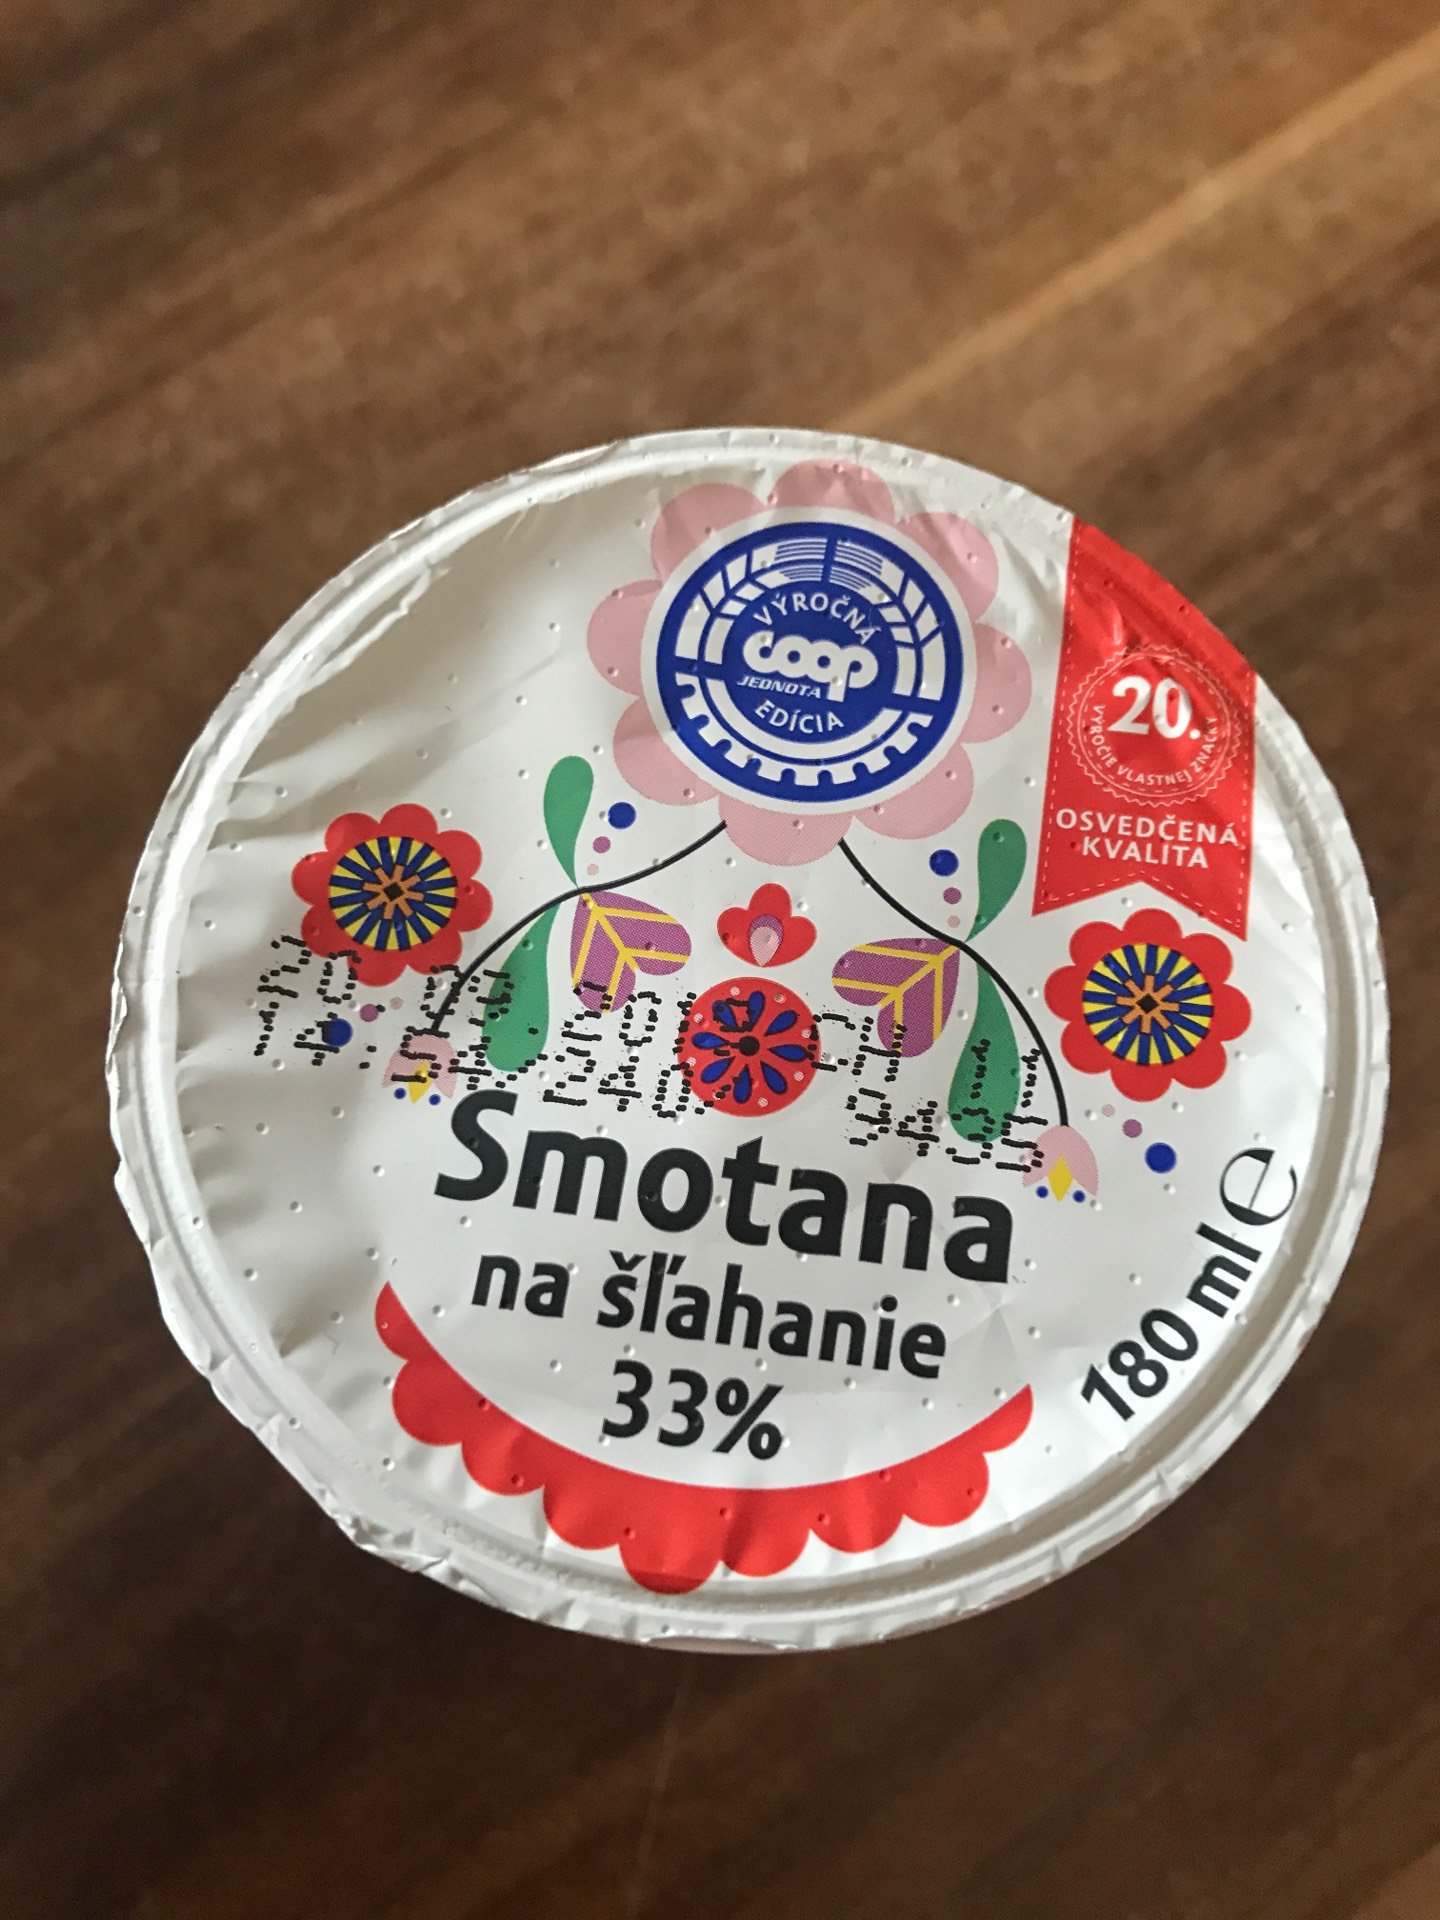 VÝROČNÁ
coop
JEDNOTA
EDÍCIA
20.
VÝROČIE VLASTNEJ ZNAČKY
OSVEDČENÁ
KVALITA
Smotana
na šľahanie
33%
180 ml e